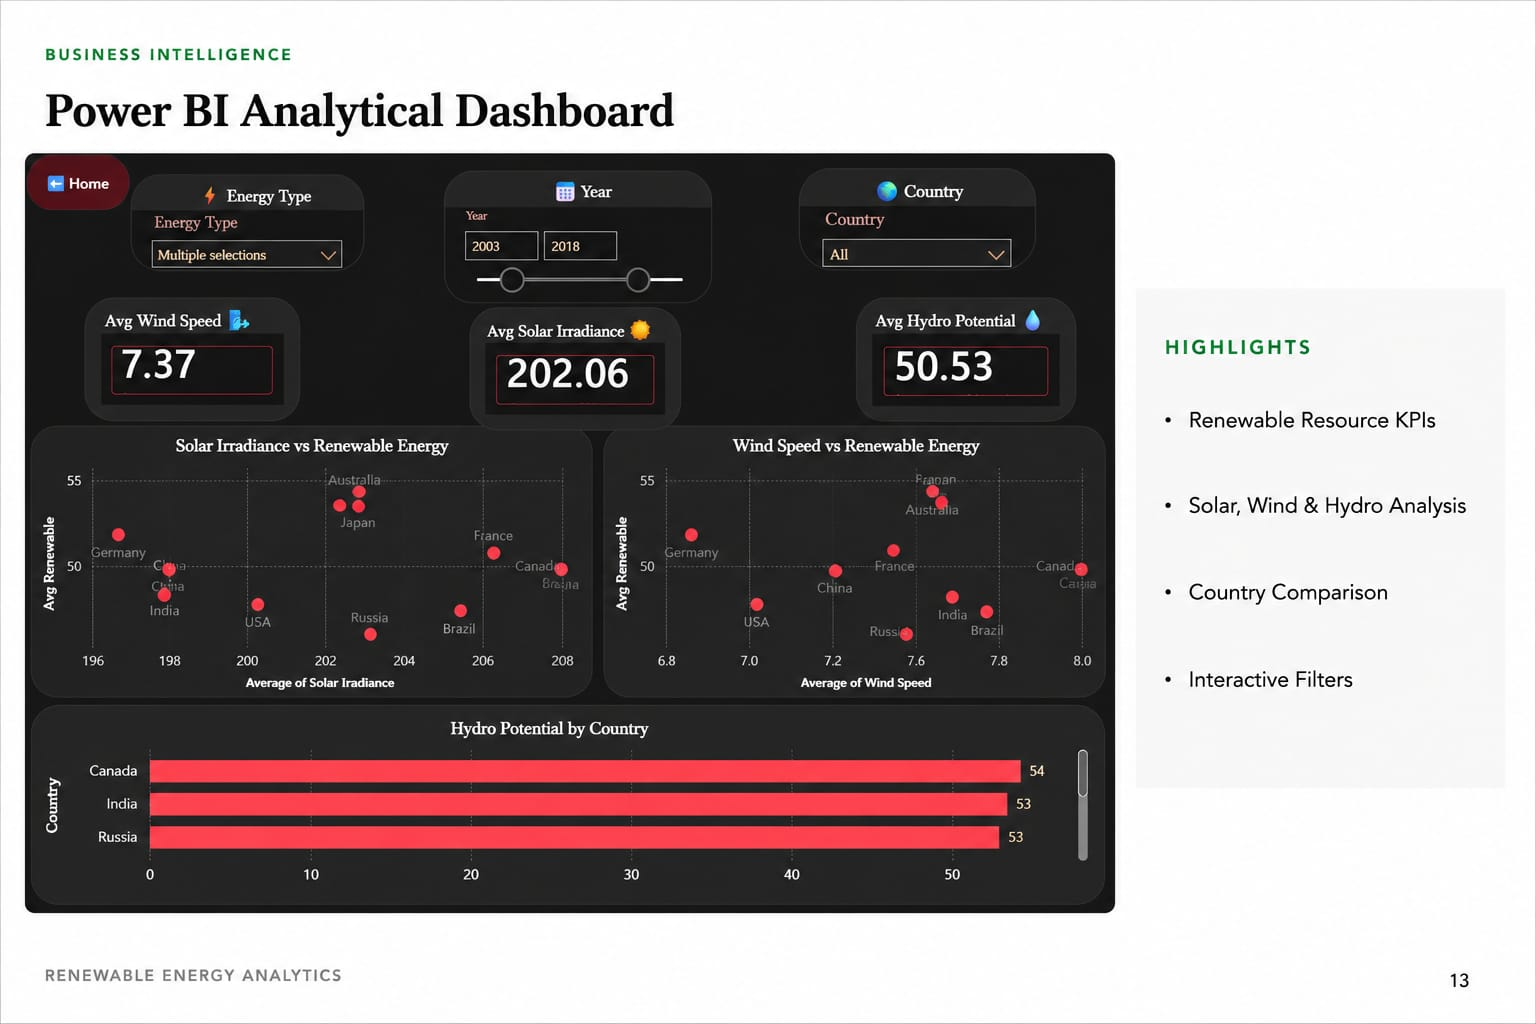 BUSINESS INTELLIGENCE
Power BI Analytical Dashboard
Home
Energy Type
Energy Type
Multiple selections
Year
Year
2003 2018
Country
Country
All
Avg Wind Speed
7.37
Avg Solar Irradiance
202.06
Avg Hydro Potential
50.53
Solar Irradiance vs Renewable Energy
Avg Renewable
55
50
Australia
Japan
Germany
China
China
India
USA
Russia
France
Canada
Brazil
196 198 200 202 204 206 208
Average of Solar Irradiance
Wind Speed vs Renewable Energy
Avg Renewable
55
50
Australia
Germany
France
China
Canada
USA
India
Russia
Brazil
6.8 7.0 7.2 7.6 7.8 8.0
Average of Wind Speed
Hydro Potential by Country
Country
Canada 54
India 53
Russia 53
0 10 20 30 40 50
HIGHLIGHTS
• Renewable Resource KPIs
• Solar, Wind & Hydro Analysis
• Country Comparison
• Interactive Filters
RENEWABLE ENERGY ANALYTICS
13